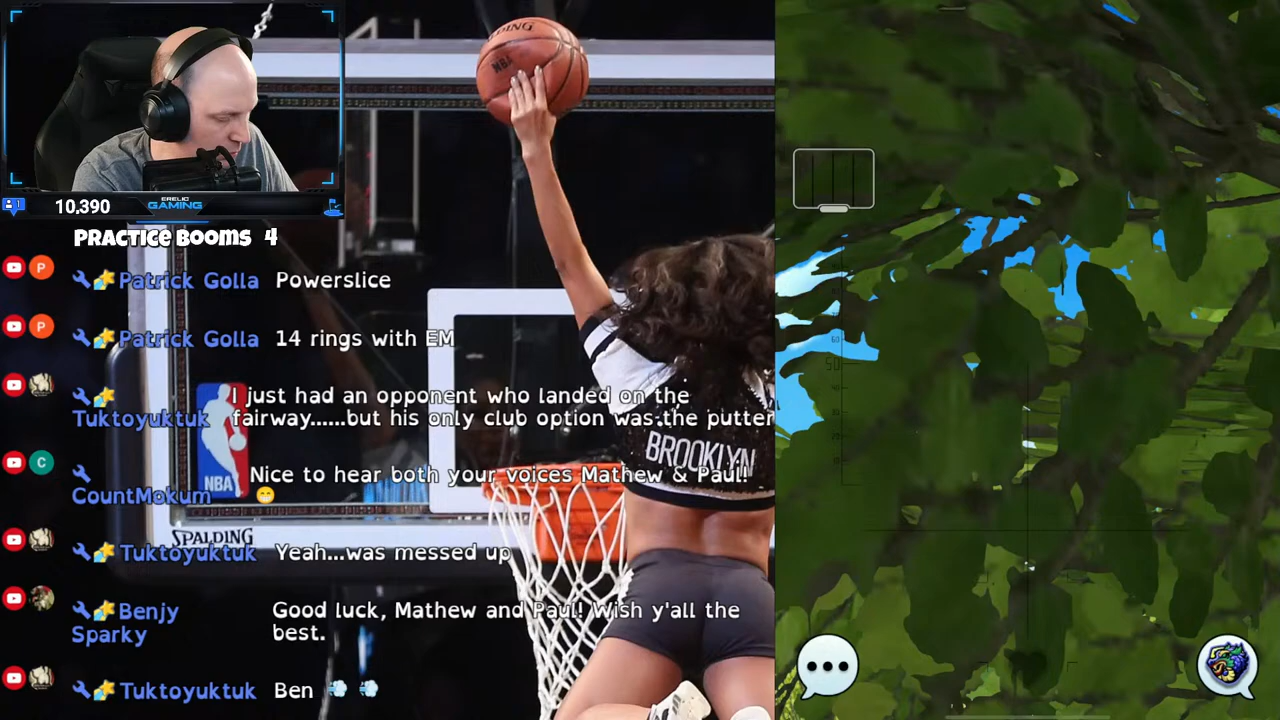 SPALDING
NBA
10,390
ERELIC
GAMING
PRACTICE BOOMS 4
Patrick Golla Powerslice
Patrick Golla 14 rings with EM
Tuktoyuktuk I just had an opponent who landed on the
fairway......but his only club option was the putter
CountMokum Nice to hear both your voices Mathew & Paul!
Tuktoyuktuk Yeah...was messed up
Benjy Sparky Good luck, Mathew and Paul! Wish y'all the
best.
Tuktoyuktuk Ben
BROOKLYN
NBA
SPALDING
P
P
C
60
50